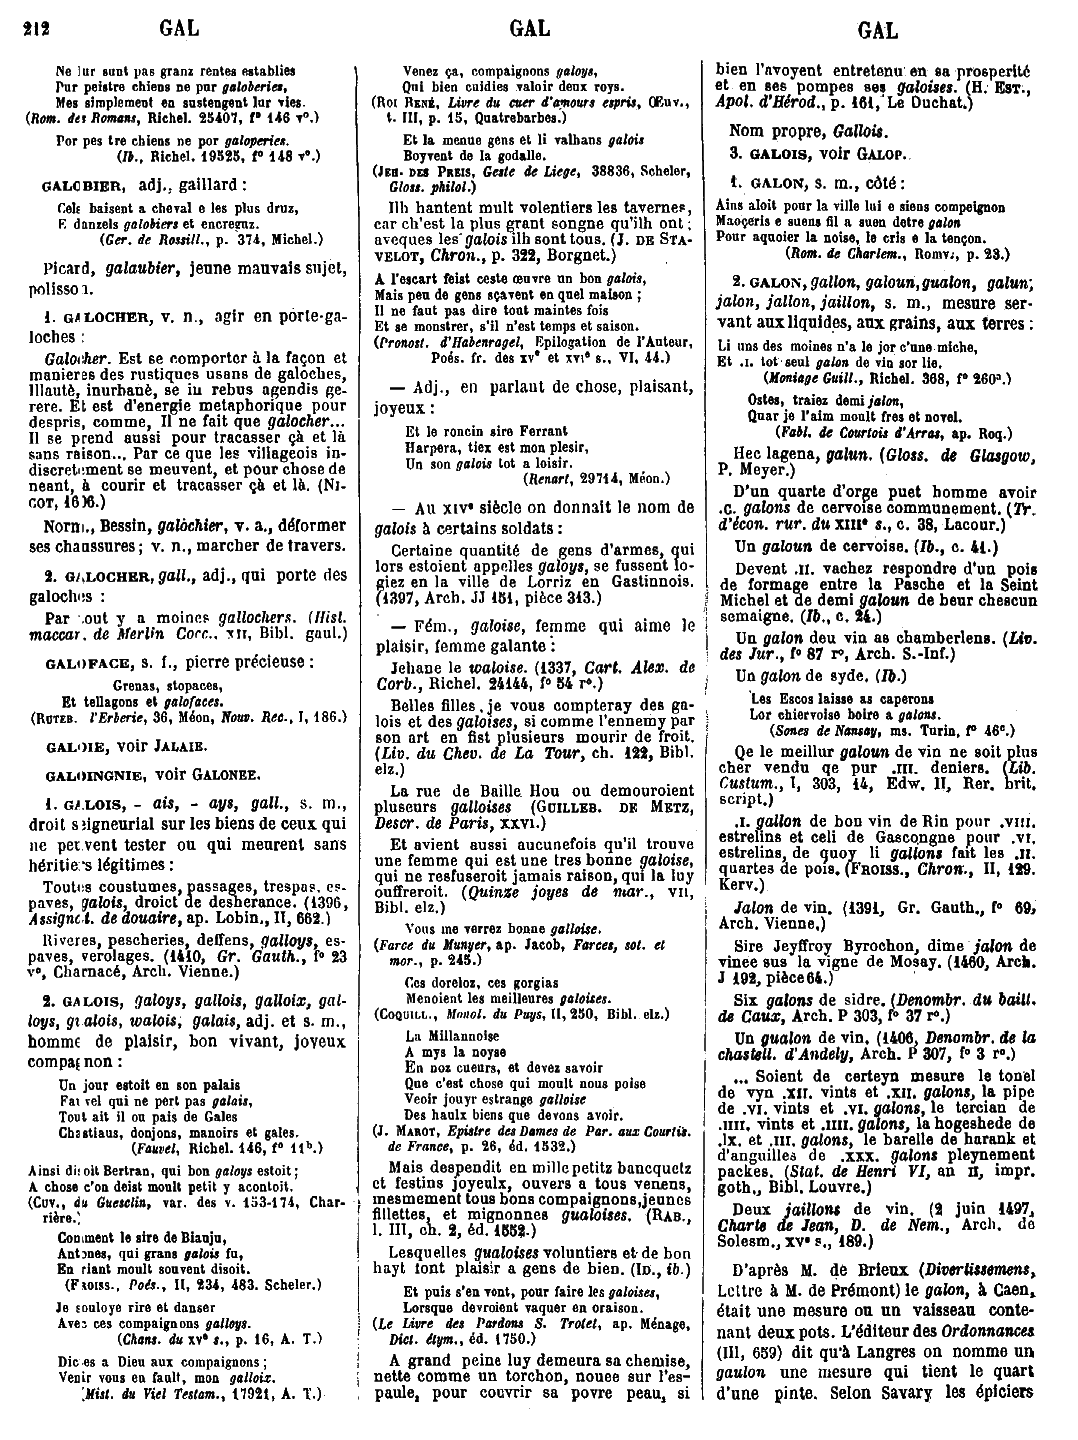 212 GAL GAL GAL
Ne lur sunt pas granz rentes establies
Pur peistre chiens ne pur galoberies,
Mes simplement en sustengent lur vies.
(Rom. des Romans, Richel. 25407, f° 146 v°.)
Por pes tre chiens ne por galoperies.
(Ib., Richel. 19525, f° 148 v°.)
GALOBIER, adj., gaillard :
Cels baisent a cheval e les plus druz,
E danzels galobiers et encregnz.
(Ger. de Rossill., p. 374, Michel.)
Picard, galaubier, jeune mauvais sujet,
polisson.
1. GALOCHER, v. n., agir en porte-ga-
loches :
Galocher. Est se comporter à la façon et
manieres des rustiques usans de galoches,
Illautè, inurbanè, se in rebus agendis ge-
rere. Et est d'energie metaphorique pour
despris, comme, Il ne fait que galocher...
Il se prend aussi pour tracasser çà et là
sans raison... Par ce que les villageois in-
discretement se meuvent, et pour chose de
neant, à courir et tracasser çà et là. (NI-
COT, 1606.)
Norm., Bessin, galòchier, v. a., déformer
ses chaussures; v. n., marcher de travers.
2. GALOCHER, gall., adj., qui porte des
galoches :
Par tout y a moines gallochers. (Hist.
maccar. de Merlin Cocc., XII, Bibl. gaul.)
GALOFACE, s. f., pierre précieuse :
Grenas, stopaces,
Et tellagons et galofaces.
(RUTEB. l'Erberie, 36, Méon, Nouv. Rec., I, 186.)
GALOIE, voir JALAIE.
GALOINGNIE, voir GALONEE.
1. GALOIS, - ais, - ays, gall., s. m.,
droit seigneurial sur les biens de ceux qui
ne peuvent tester ou qui meurent sans
héritiers légitimes :
Toutes coustumes, passages, trespas, es-
paves, galois, droict de desherance. (1396,
Assignat. de douaire, ap. Lobin., II, 662.)
Riveres, pescheries, deffens, galloys, es-
paves, verolages. (1410, Gr. Gauth., f° 23
v°, Charnacé, Arch. Vienne.)
2. GALOIS, galoys, gallois, galloix, gal-
loys, gualois, walois, galais, adj. et s. m.,
homme de plaisir, bon vivant, joyeux
compagnon :
Un jour estoit en son palais
Fauvel qui ne pert pas galais,
Tout ait il ou pais de Gales
Chastiaus, donjons, manoirs et gales.
(Fauvel, Richel. 146, f° 11b.)
Ainsi disoit Bertran, qui bon galoys estoit;
A chose c'on deist moult petit y acontoit.
(CUV., du Guesclin, var. des v. 153-174, Char-
rière.)
Comment le sire de Bianju,
Antones, qui grans galois fu,
En riant moult souvent disoit.
(FROISS., Poés., II, 234, 483. Scheler.)
Je souloye rire et danser
Avec ces compaignons galloys.
(Chans. du XV° s., p. 16, A. T.)
Dictes a Dieu aux compaignons;
Venir vous en fault, mon galloix.
(Mist. du Viel Testam., 17921, A. T.)
Venez ça, compaignons galoys,
Qui bien cuidies valoir deux roys.
(ROI RENÉ, Livre du cuer d'amours espris, Œuv.,
t. III, p. 15, Quatrebarbes.)
Et la menue gens et li valhans galois
Boyvent de la godalle.
(JEH. DES PREIS, Geste de Liege, 38836, Scheler,
Gloss. philol.)
Ilh hantent mult volentiers les tavernes,
car ch'est la plus grant songne qu'ilh ont;
aveques les galois ilh sont tous. (J. DE STA-
VELOT, Chron., p. 322, Borgnet.)
A l'escart feist ceste œuvre un bon galois,
Mais peu de gens sçavent en quel maison;
Il ne faut pas dire tout maintes fois
Et se monstrer, s'il n'est temps et saison.
(Pronost. d'Habenragel, Epilogation de l'Auteur,
Poés. fr. des xv° et xvi° s., VI, 44.)
— Adj., en parlant de chose, plaisant,
joyeux :
Et le roncin sire Ferrant
Harpera, tiex est mon plesir,
Un son galois tot a loisir.
(Renart, 29714, Méon.)
— Au XIV° siècle on donnait le nom de
galois à certains soldats :
Certaine quantité de gens d'armes, qui
lors estoient appelles galoys, se fussent lo-
giez en la ville de Lorriz en Gastinnois.
(1397, Arch. JJ 151, pièce 313.)
— Fém., galoise, femme qui aime le
plaisir, femme galante :
Jehane le waloise. (1337, Cart. Alex. de
Corb., Richel. 24144, f° 54 r°.)
Belles filles, je vous compteray des ga-
lois et des galoises, si comme l'ennemy par
son art en fist plusieurs mourir de froit.
(Liv. du Chev. de La Tour, ch. 122, Bibl.
elz.)
La rue de Baille Hou ou demouroient
pluseurs galloises (GUILLEB. DE METZ,
Descr. de Paris, XXVI.)
Et avient aussi aucunefois qu'il trouve
une femme qui est une tres bonne galoise,
qui ne resfuseroit jamais raison, qui la luy
ouffreroit. (Quinze joyes de mar., VII,
Bibl. elz.)
Vous me verrez bonne galloise.
(Farce du Munyer, ap. Jacob, Farces, sot. et
mor., p. 245.)
Ces doreloz, ces gorgias
Menoient les meilleures galoises.
(COQUILL., Monol. du Puys, II, 250, Bibl. elz.)
La Millannoise
A mys la noyse
En noz cueurs, et devez savoir
Que c'est chose qui moult nous poise
Veoir jouyr estrange galloise
Des haulx biens que devons avoir.
(J. MAROT, Epistre des Dames de Par. aux Courtis.
de France, p. 26, éd. 1532.)
Mais despendit en mille petitz bancquetz
et festins joyeulx, ouvers a tous venens,
mesmement tous bons compaignons, jeunes
fillettes, et mignonnes gualoises. (RAB.,
l. III, ch. 2, éd. 1552.)
Lesquelles gualoises voluntiers et de bon
hayt font plaisir a gens de bien. (ID., ib.)
Et puis s'en vont, pour faire les galoises,
Lorsque devroient vaquer en oraison.
(Le Livre des Pardons S. Trotet, ap. Ménage,
Dict. étym., éd. 1750.)
A grand peine luy demeura sa chemise,
nette comme un torchon, nouee sur l'es-
paule, pour couvrir sa povre peau, si
bien l'avoyent entretenu en sa prosperité
et en ses pompes ses galoises. (H. EST.,
Apol. d'Hérod., p. 161, Le Duchat.)
Nom propre, Gallois.
3. GALOIS, voir GALOP.
1. GALON, s. m., côté :
Ains aloit pour la ville lui e siens compeignon
Maoçeris e suens fil a suen detre galon
Pour aquoier la noise, le cris e la tençon.
(Rom. de Charlem., Romv., p. 23.)
2. GALON, gallon, galoun, gualon, galun;
jalon, jallon, jaillon, s. m., mesure ser-
vant aux liquides, aux grains, aux terres :
Li uns des moines n'a le jor c'une miche,
Et .I. tot seul galon de vin sor lie.
(Moniage Guill., Richel. 368, f° 260a.)
Ostes, traiez demi jalon,
Quar je l'aim moult fres et novel.
(Fabl. de Courtois d'Arras, ap. Roq.)
Hec lagena, galun. (Gloss. de Glasgow,
P. Meyer.)
D'un quarte d'orge puet homme avoir
.C. galons de cervoise communement. (Tr.
d'écon. rur. du XIII° s., c. 38, Lacour.)
Un galoun de cervoise. (Ib., c. 41.)
Devent .II. vachez respondre d'un pois
de formage entre la Pasche et la Seint
Michel et de demi galoun de beur chescun
semaigne. (Ib., c. 24.)
Un galon deu vin as chamberlens. (Liv.
des Jur., f° 87 r°, Arch. S.-Inf.)
Un galon de syde. (Ib.)
Les Escos laisse as caperons
Lor chiervoise boire a galons.
(Sones de Nansay, ms. Turin, f° 46c.)
Qe le meillur galoun de vin ne soit plus
cher vendu qe pur .III. deniers. (Lib.
Custum., I, 303, 14, Edw. II, Rer. brit.
script.)
.I. gallon de bon vin de Rin pour .VIII.
estrelins et celi de Gascongne pour .VI.
estrelins, de quoy li gallons fait les .II.
quartes de pois. (FROISS., Chron., II, 129.
Kerv.)
Jalon de vin. (1391, Gr. Gauth., f° 69,
Arch. Vienne.)
Sire Jeyffroy Byrochon, dime jalon de
vinee sus la vigne de Mosay. (1460, Arch.
J 192, pièce 64.)
Six galons de sidre. (Denombr. du baill.
de Caux, Arch. P 303, f° 37 r°.)
Un gualon de vin. (1406, Denombr. de la
chastell. d'Andely, Arch. P 307, f° 3 r°.)
... Soient de certeyn mesure le tonel
de vyn .XII. vints et .XII. galons, la pipe
de .VI. vints et .VI. galons, le tercian de
.IIII. vints et .IIII. galons, la hogeshede de
.LX. et .III. galons, le barelle de harank et
d'anguilles de .XXX. galons pleynement
packes. (Stat. de Henri VI, an II, impr.
goth., Bibl. Louvre.)
Deux jaillons de vin. (2 juin 1497,
Charte de Jean, D. de Nem., Arch. de
Solesm., XV° s., 189.)
D'après M. de Brieux (Divertissemens,
Lettre à M. de Prémont) le galon, à Caen,
était une mesure ou un vaisseau conte-
nant deux pots. L'éditeur des Ordonnances
(III, 659) dit qu'à Langres on nomme un
gaulon une mesure qui tient le quart
d'une pinte. Selon Savary les épiciers